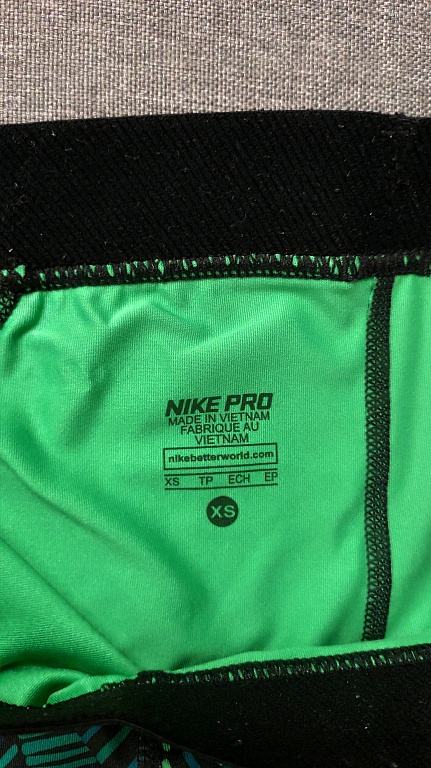 NIKE PRO
MADE IN VIETNAM
FABRIQUE AU
VIETNAM
nikebetterworld.com
XS TP ECH EP
XS